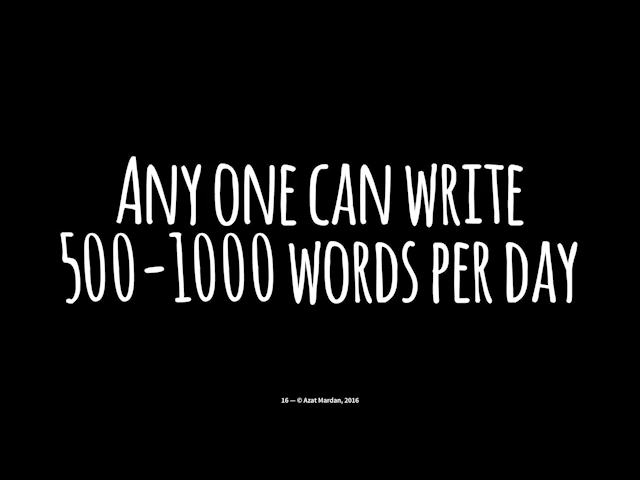 Any one can write
500-1000 words per day
16 — © Azat Mardan, 2016